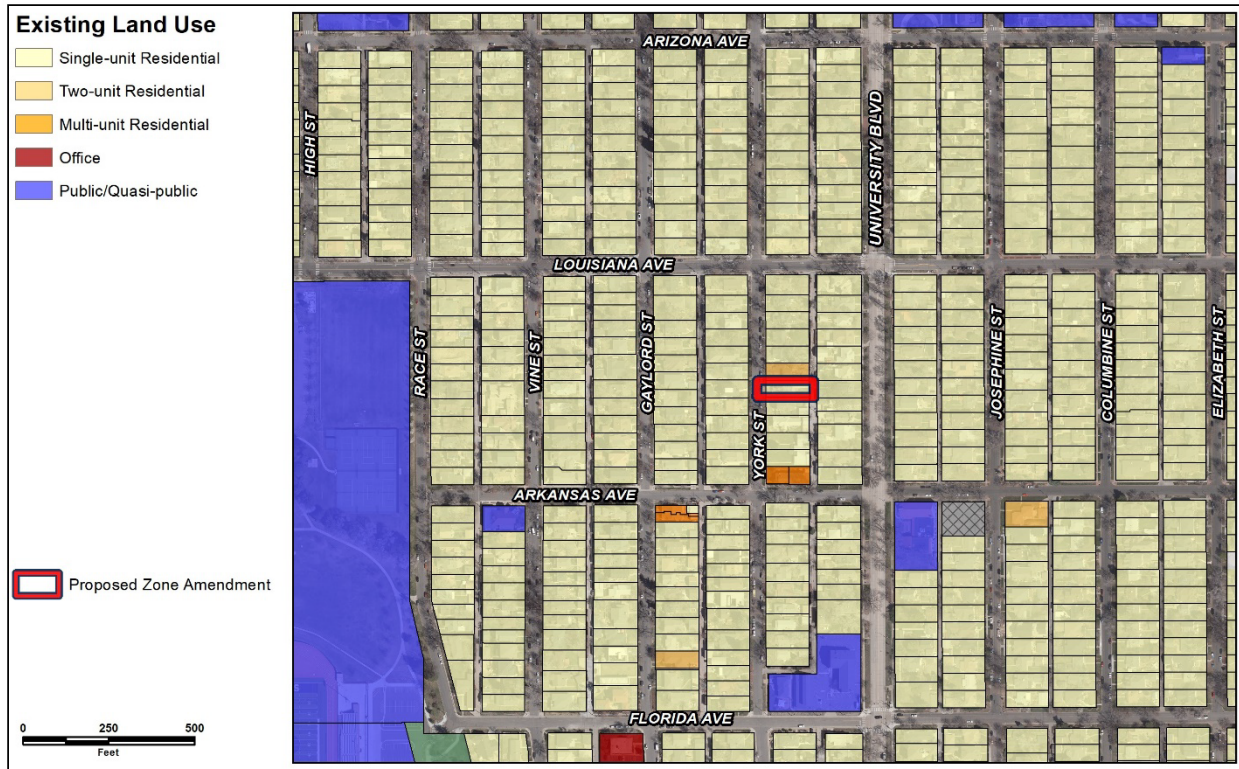 Existing Land Use
Single-unit Residential
Two-unit Residential
Multi-unit Residential
Office
Public/Quasi-public
Proposed Zone Amendment
0 250 500
Feet
ARIZONA AVE
HIGH ST
UNIVERSITY BLVD
LOUISIANA AVE
RACE ST
VINE ST
GAYLORD ST
YORK ST
JOSEPHINE ST
COLUMBINE ST
ELIZABETH ST
ARKANSAS AVE
FLORIDA AVE